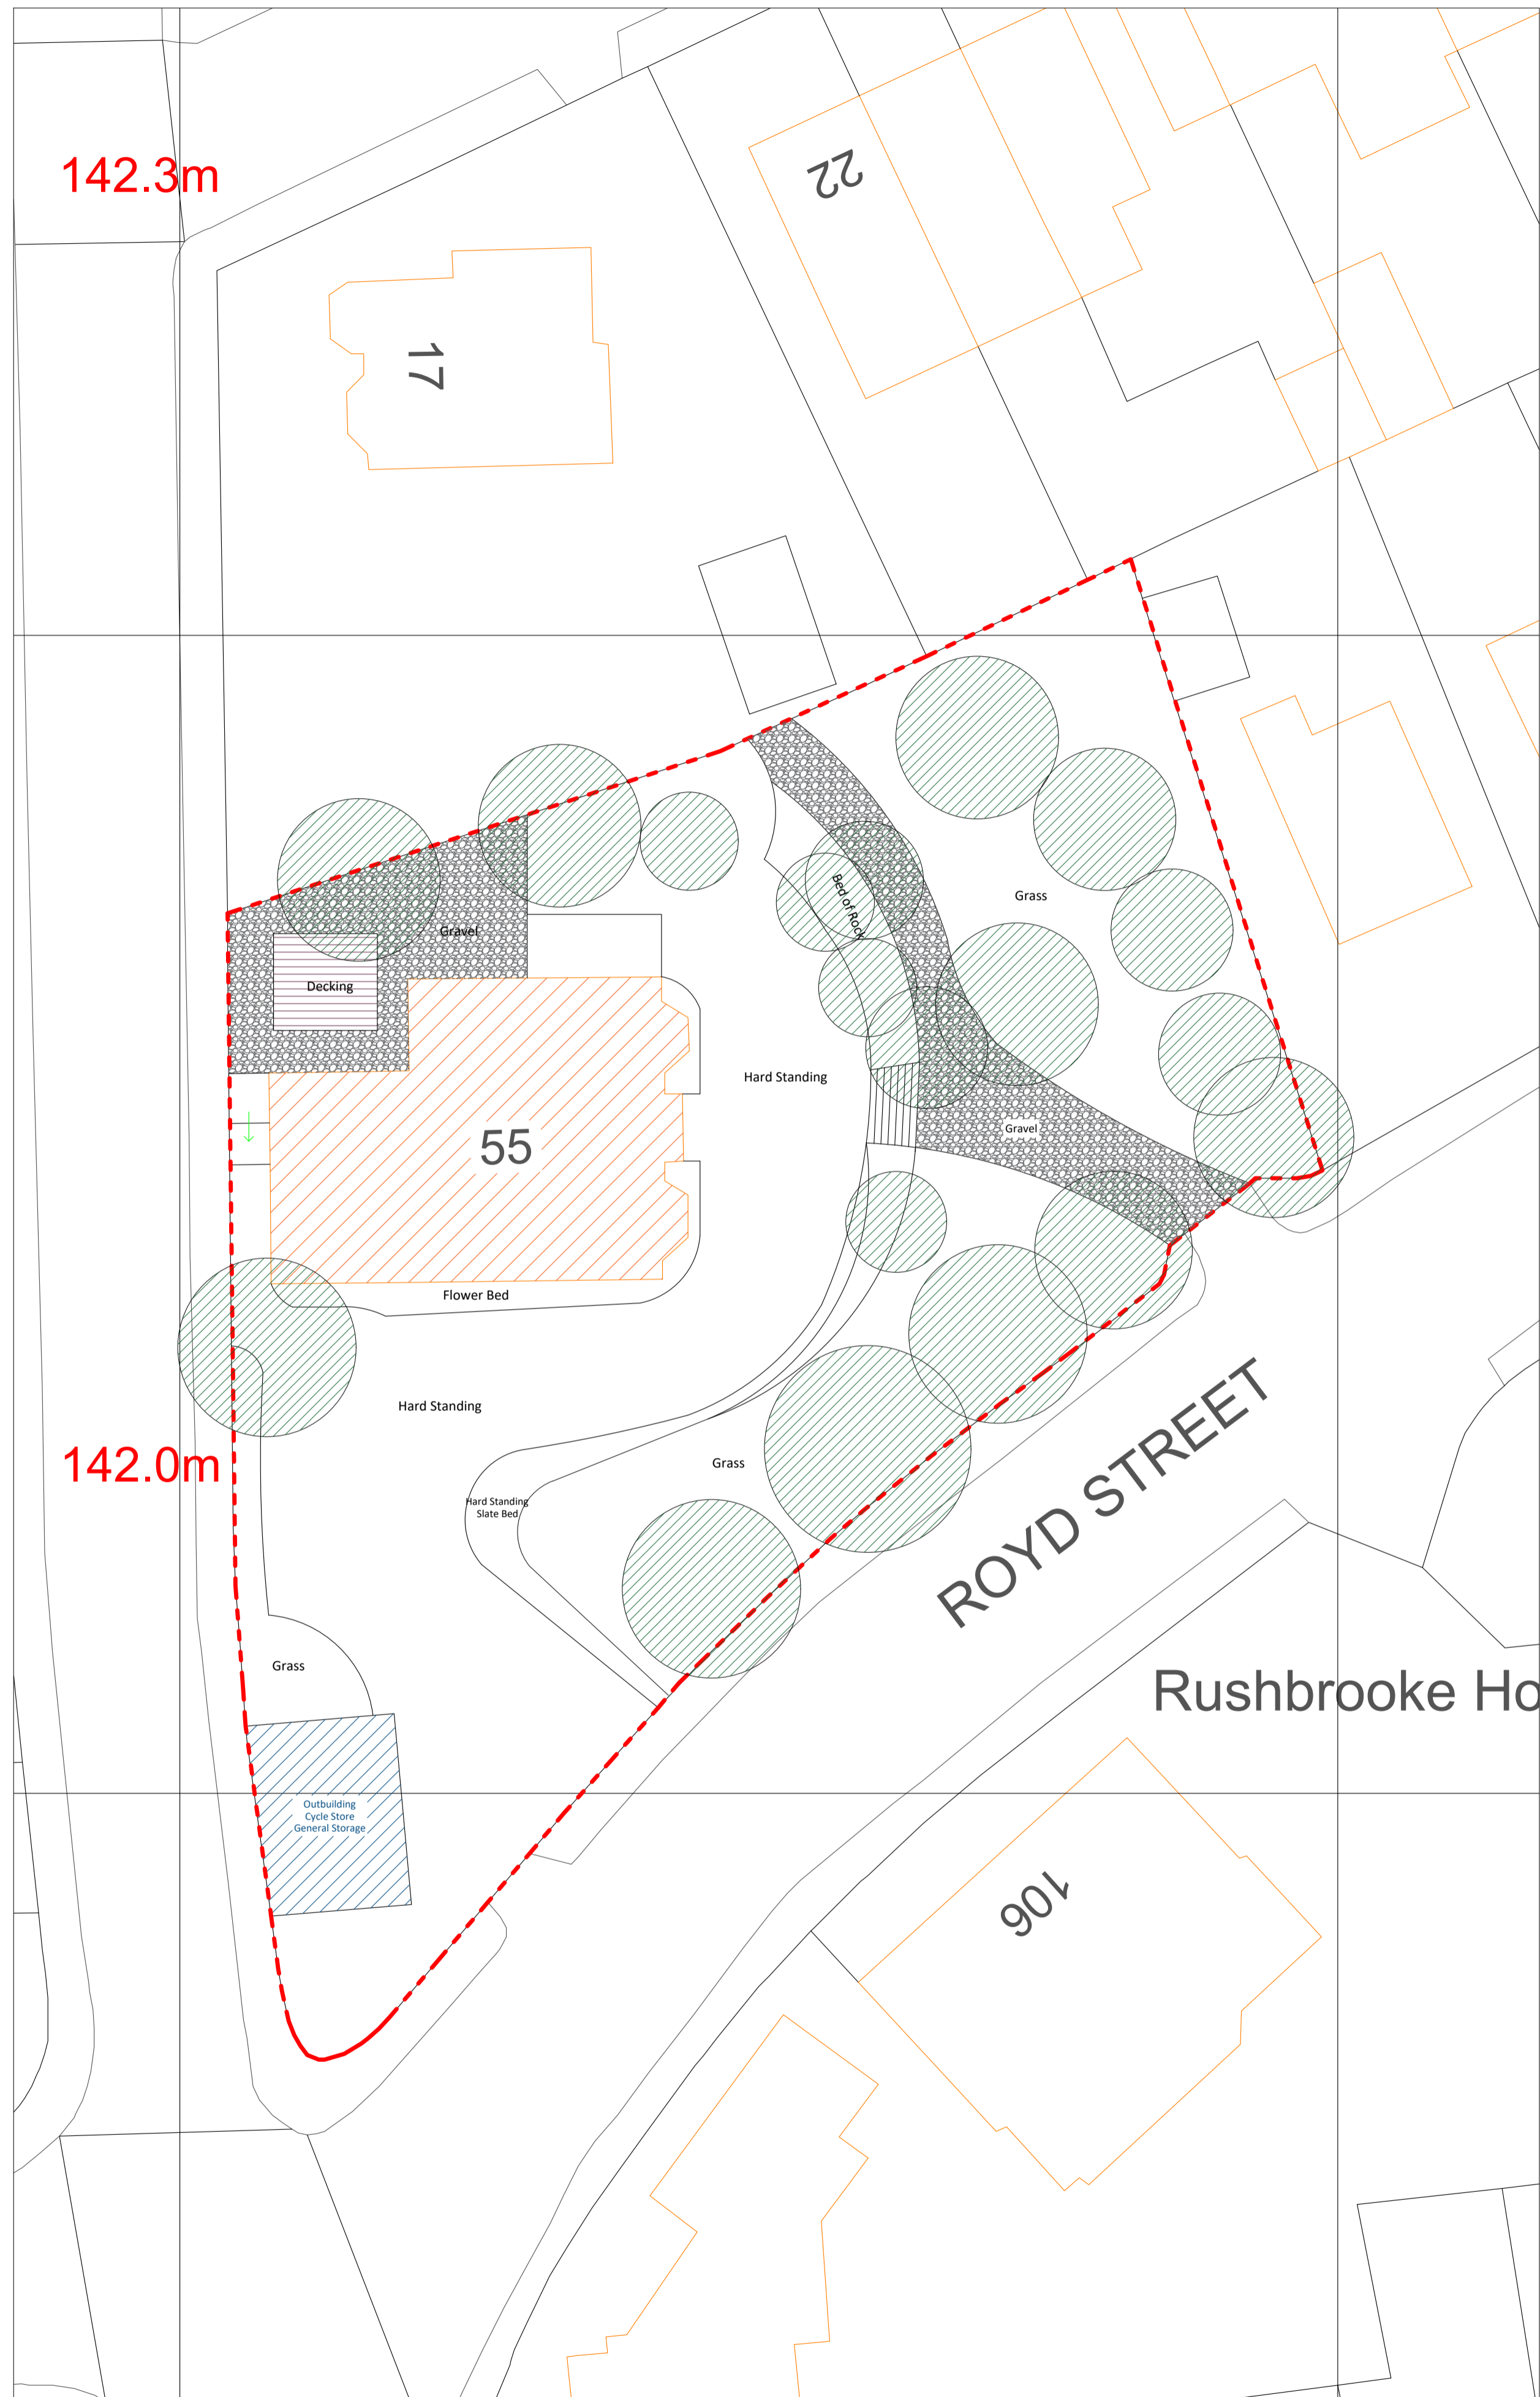 142.3m
22
17
Grass
Bed of Rock
Gravel
Decking
Hard Standing
Gravel
55
Flower Bed
Hard Standing
142.0m
Grass
Hard Standing
Slate Bed
ROYD STREET
Grass
Rushbrooke Ho
Outbuilding
Cycle Store
General Storage
106